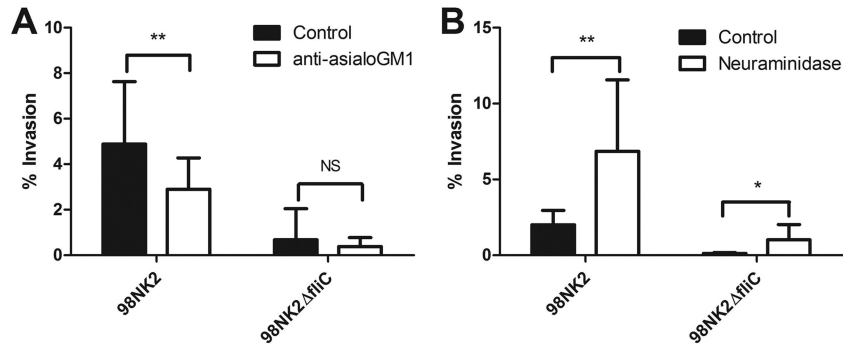 A
% Invasion
10
8
6
4
2
0
Control
anti-asialoGM1
**
NS
98NK2
98NK2ΔfliC
B
% Invasion
15
10
5
0
Control
Neuraminidase
**
*
98NK2
98NK2ΔfliC